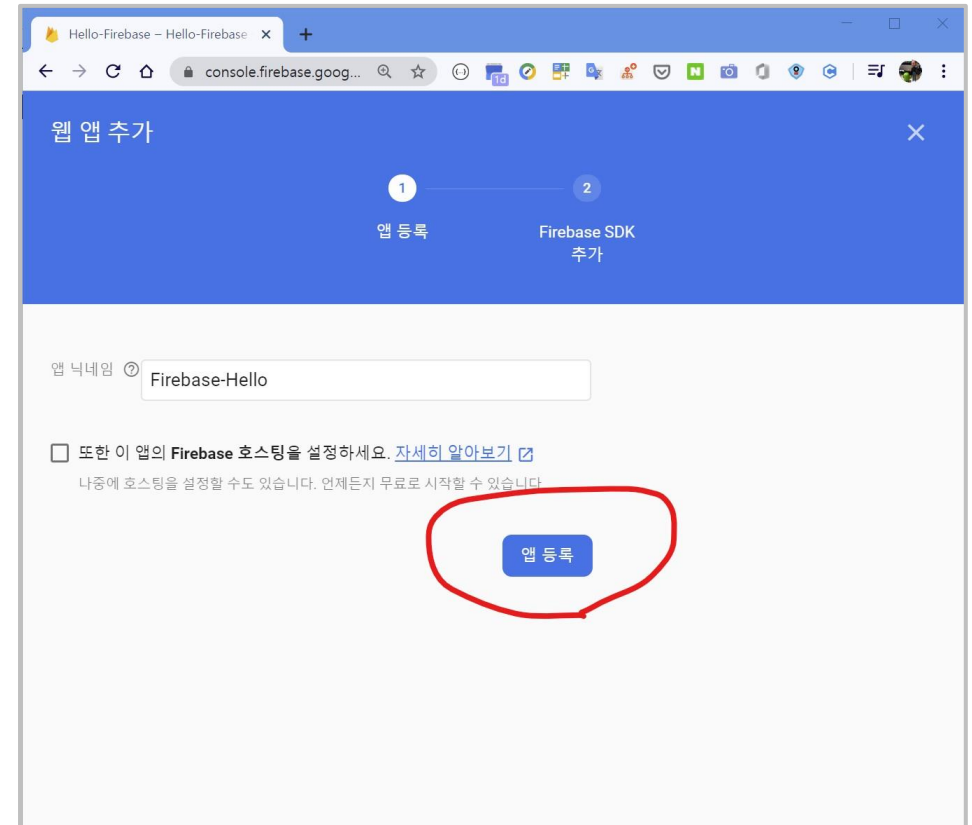 Hello-Firebase – Hello-Firebase
console.firebase.goog...
1d
웹 앱 추가
1
2
앱 등록
Firebase SDK
추가
앱 닉네임
Firebase-Hello
또한 이 앱의 Firebase 호스팅을 설정하세요. 자세히 알아보기
나중에 호스팅을 설정할 수도 있습니다. 언제든지 무료로 시작할 수 있습니다
앱 등록